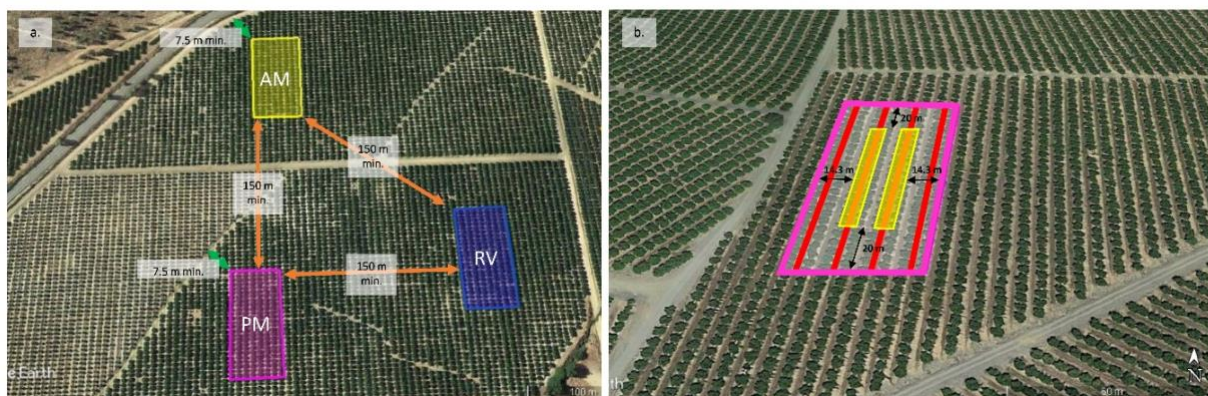 a.
7.5 m min.
AM
150 m
min.
150 m
min.
RV
7.5 m min.
150 m
min.
PM
e Earth
100 m
b.
20 m
14.3 m
14.3 m
20 m
N
th
50 m